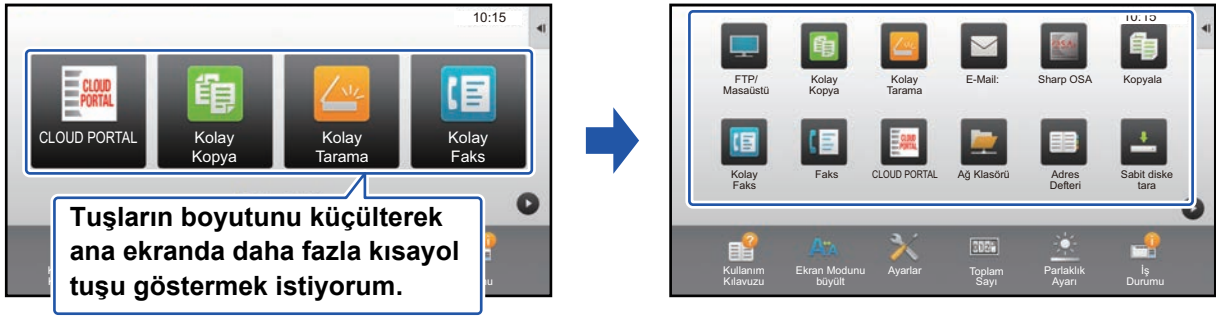 10:15
CLOUD
PORTAL
CLOUD PORTAL
Kolay
Kopya
Kolay
Tarama
Kolay
Faks
Tuşların boyutunu küçülterek
ana ekranda daha fazla kısayol
tuşu göstermek istiyorum.
10:15
FTP/
Masaüstü
Kolay
Kopya
Kolay
Tarama
E-Mail:
Sharp OSA
Kopyala
Kolay
Faks
Faks
CLOUD PORTAL
Ağ Klasörü
Adres
Defteri
Sabit diske
tara
Kullanım
Kılavuzu
Ekran Modunu
büyült
Ayarlar
Toplam
Sayı
Parlaklık
Ayarı
İş
Durumu